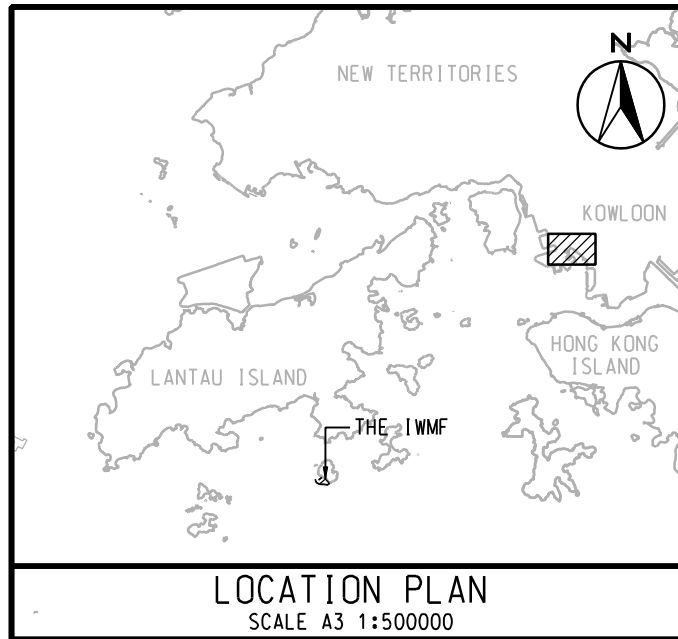 N
NEW TERRITORIES
KOWLOON
HONG KONG
ISLAND
LANTAU ISLAND
THE IWMF
LOCATION PLAN
SCALE A3 1:500000